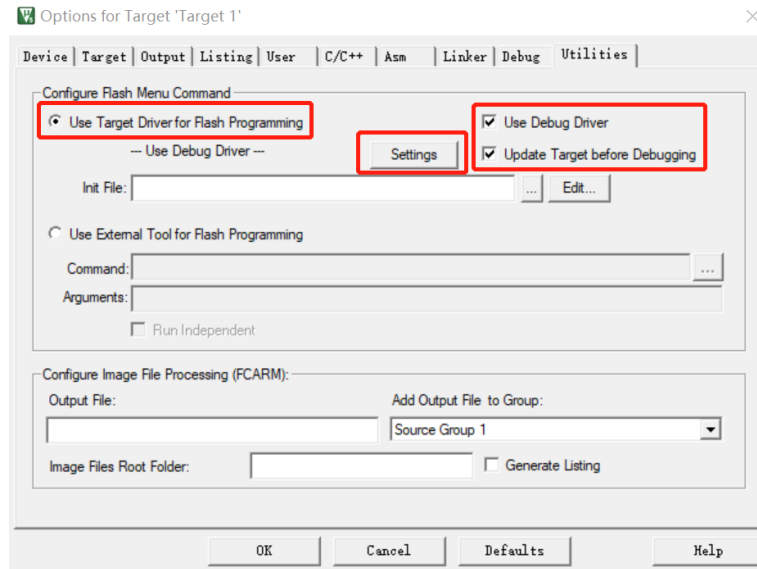 Options for Target 'Target 1'
Device Target Output Listing User C/C++ Asm Linker Debug Utilities
Configure Flash Menu Command
Use Target Driver for Flash Programming Use Debug Driver
--- Use Debug Driver --- Settings Update Target before Debugging
Init File: ... Edit...
Use External Tool for Flash Programming
Command: ...
Arguments:
Run Independent
Configure Image File Processing (FCARM):
Output File: Add Output File to Group:
Source Group 1
Image Files Root Folder: Generate Listing
OK Cancel Defaults Help